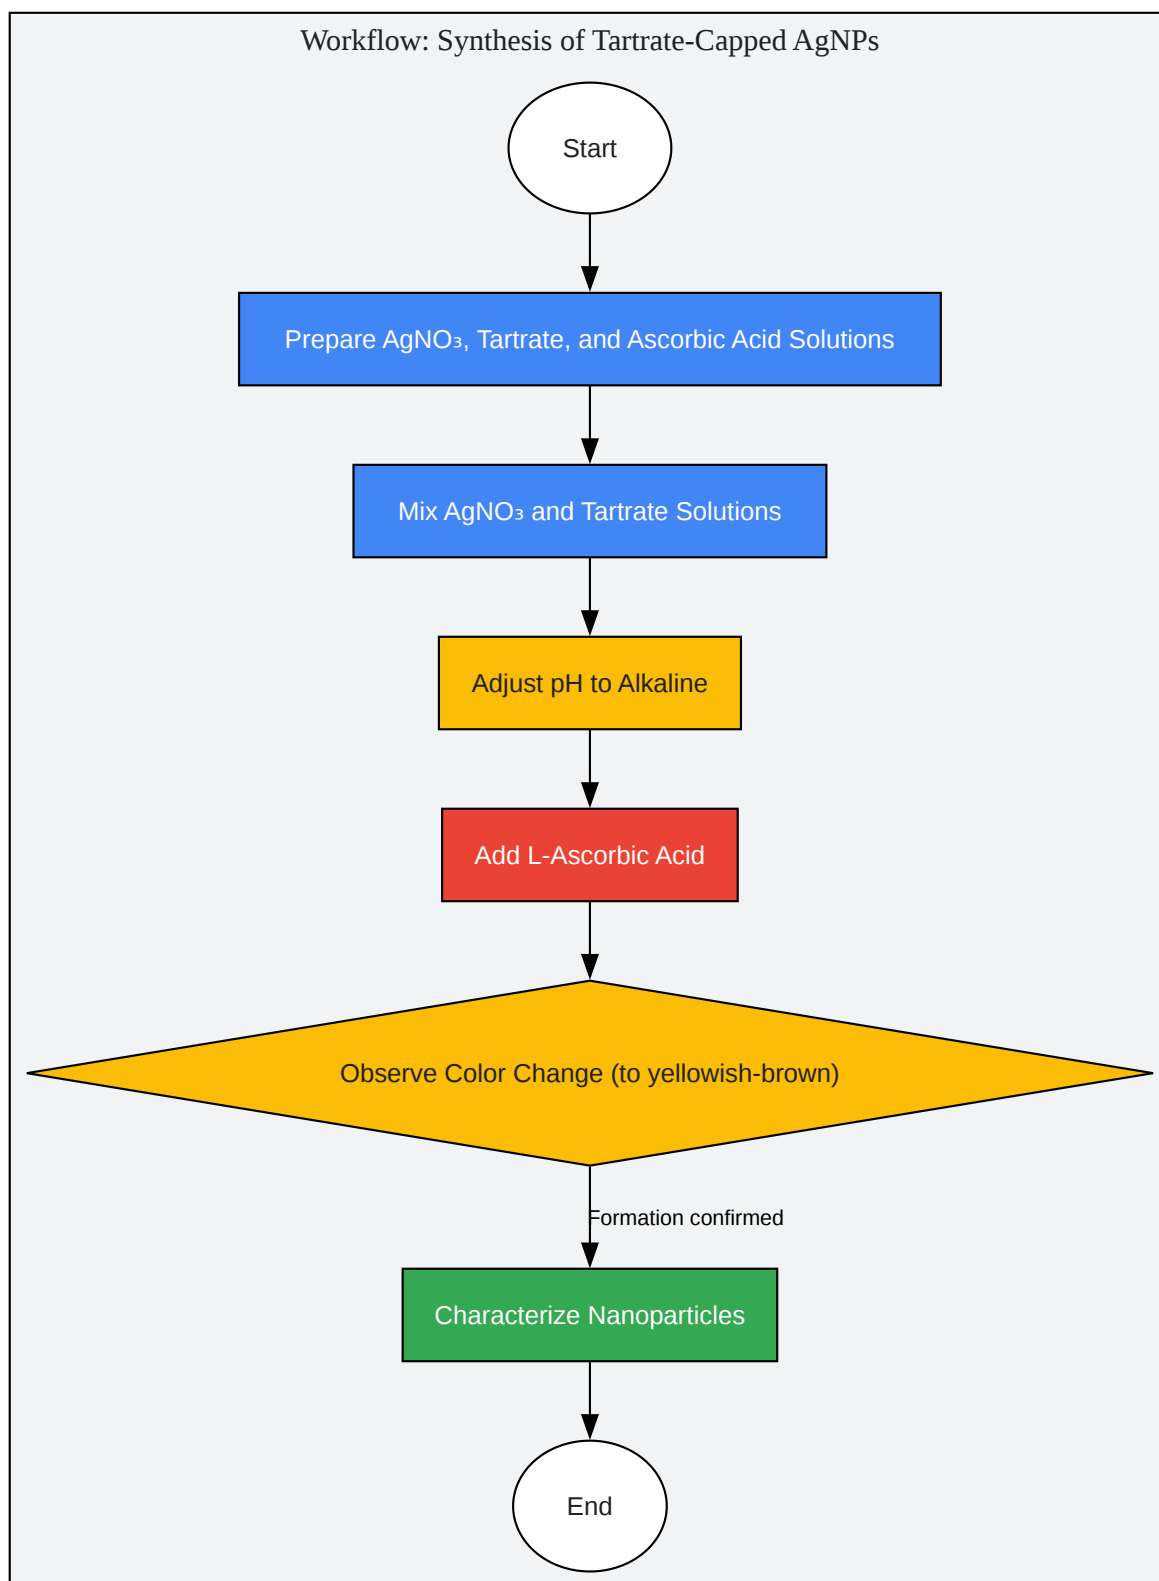 Workflow: Synthesis of Tartrate-Capped AgNPs
Start
Prepare AgNO₃, Tartrate, and Ascorbic Acid Solutions
Mix AgNO₃ and Tartrate Solutions
Adjust pH to Alkaline
Add L-Ascorbic Acid
Observe Color Change (to yellowish-brown)
Formation confirmed
Characterize Nanoparticles
End